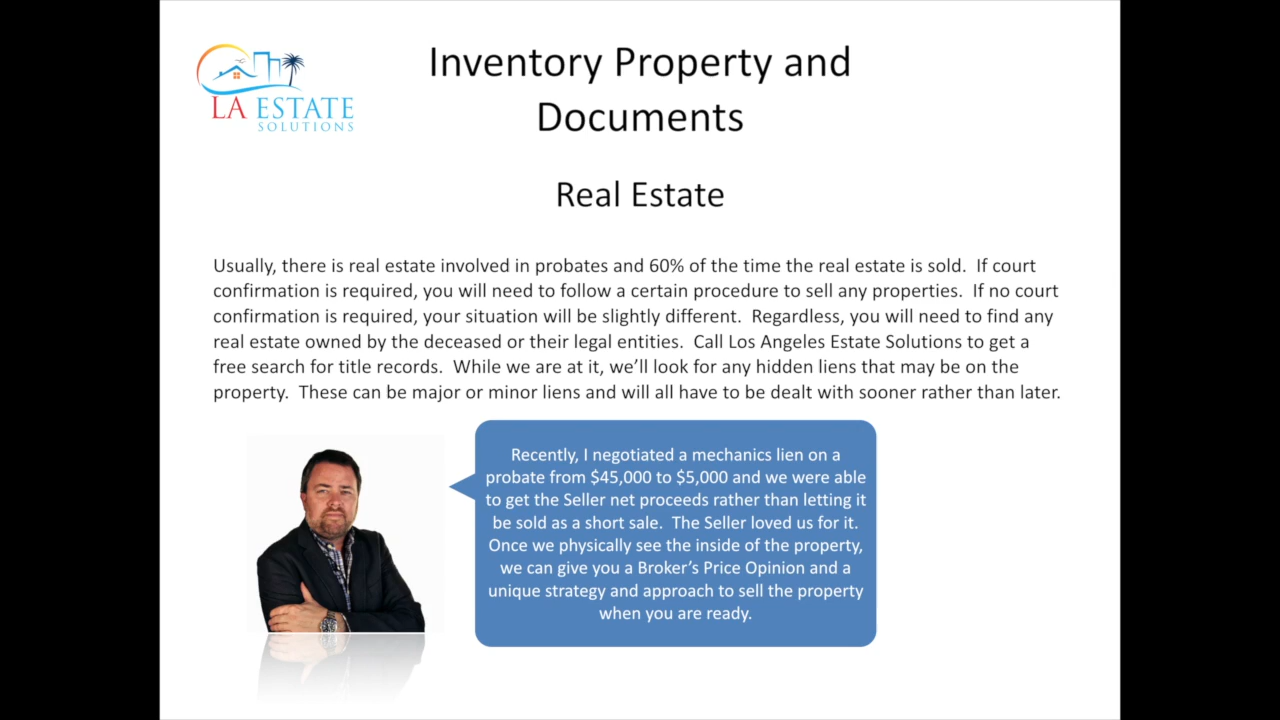 LA ESTATE
SOLUTIONS
Inventory Property and
Documents
Real Estate
Usually, there is real estate involved in probates and 60% of the time the real estate is sold.  If court
confirmation is required, you will need to follow a certain procedure to sell any properties.  If no court
confirmation is required, your situation will be slightly different.  Regardless, you will need to find any
real estate owned by the deceased or their legal entities.  Call Los Angeles Estate Solutions to get a
free search for title records.  While we are at it, we’ll look for any hidden liens that may be on the
property.  These can be major or minor liens and will all have to be dealt with sooner rather than later.
Recently, I negotiated a mechanics lien on a
probate from $45,000 to $5,000 and we were able
to get the Seller net proceeds rather than letting it
be sold as a short sale.  The Seller loved us for it.
Once we physically see the inside of the property,
we can give you a Broker’s Price Opinion and a
unique strategy and approach to sell the property
when you are ready.